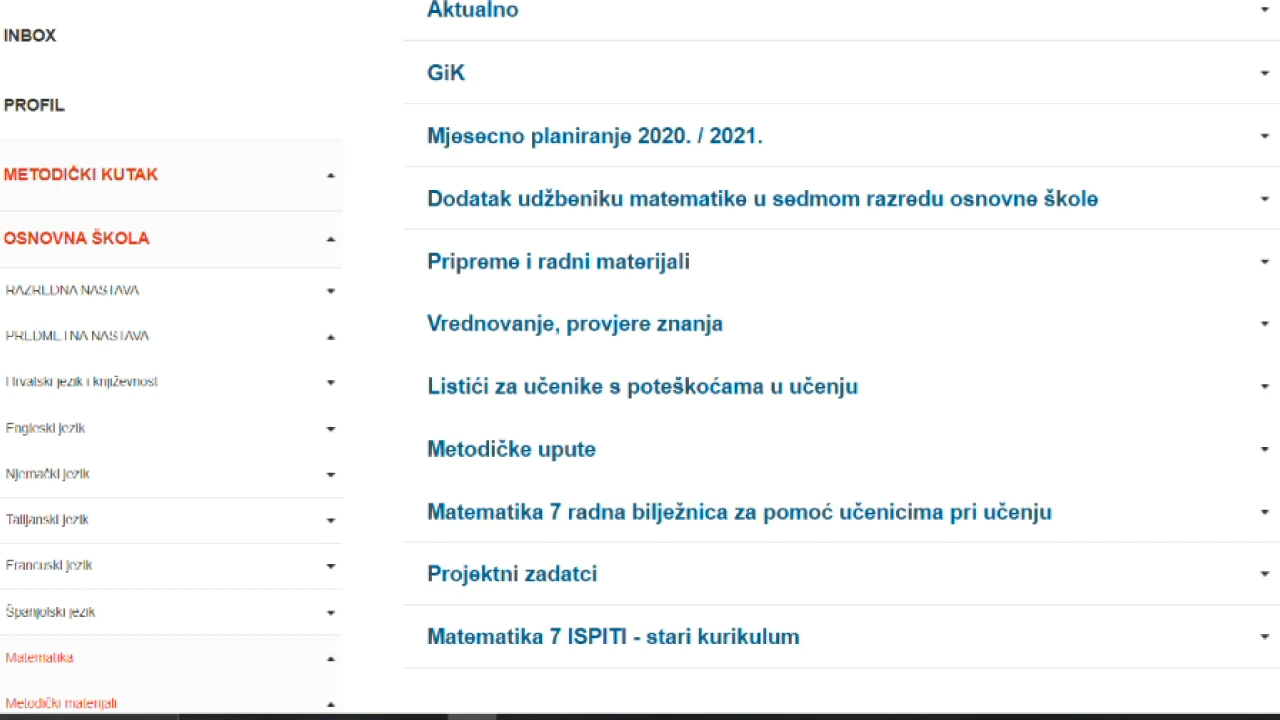 INBOX
PROFIL
METODIČKI KUTAK
OSNOVNA ŠKOLA
RAZREDNA NASTAVA
PREDMETNA NASTAVA
Hrvatski jezik i književnost
Engleski jezik
Njemački jezik
Talijanski jezik
Francuski jezik
Španjolski jezik
Matematika
Metodički materijali
Aktualno
GiK
Mjesecno planiranje 2020. / 2021.
Dodatak udžbeniku matematike u sedmom razredu osnovne škole
Pripreme i radni materijali
Vrednovanje, provjere znanja
Listići za učenike s poteškoćama u učenju
Metodičke upute
Matematika 7 radna bilježnica za pomoć učenicima pri učenju
Projektni zadatci
Matematika 7 ISPITI - stari kurikulum